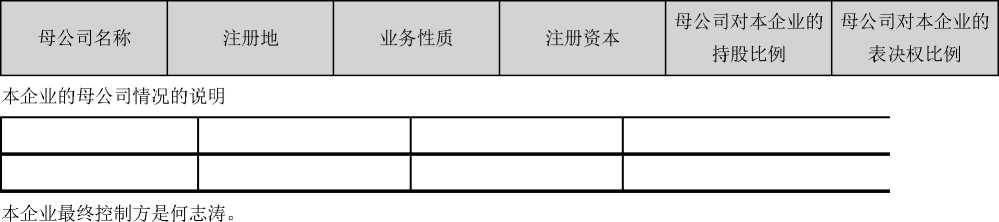 母公司名称 注册地 业务性质 注册资本 母公司对本企业的持股比例 母公司对本企业的表决权比例
本企业的母公司情况的说明
本企业最终控制方是何志涛。